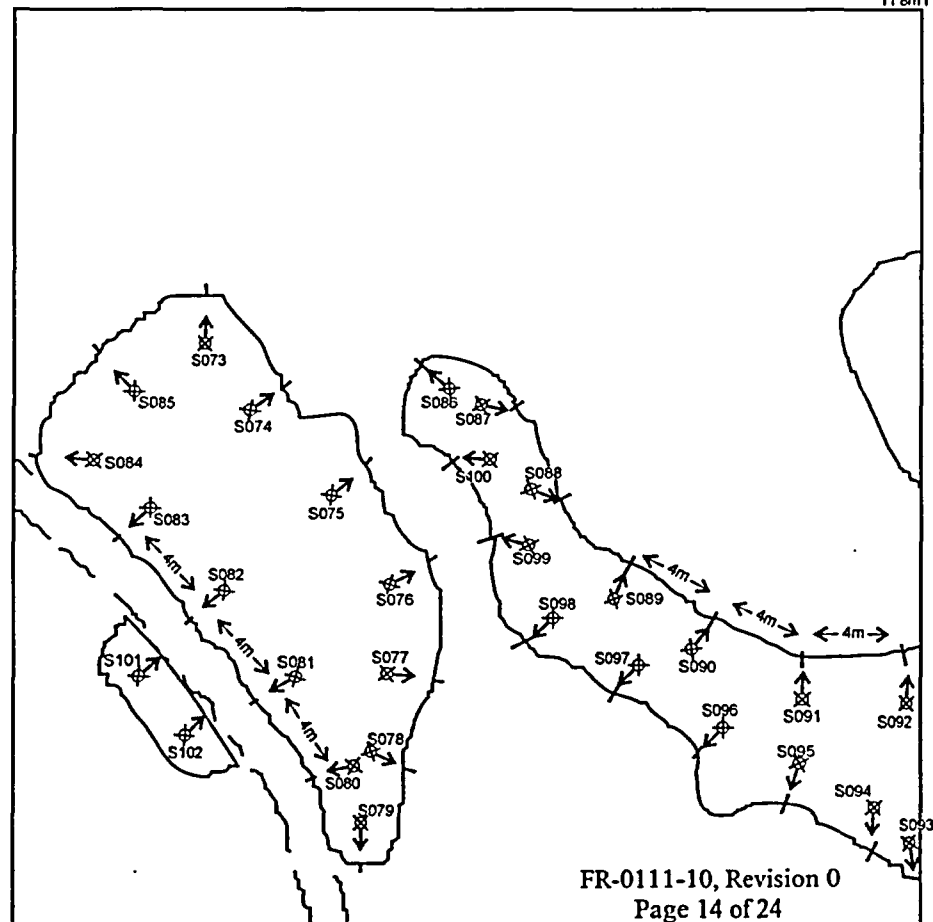 S073
S085
S074
S086
S087
S084
S100
S088
S075
S083
4m
S099
4m
S082
S076
S089
S098
4m
4m
4m
S101
S081
S077
S097
S090
S096
S091
S092
4m
S102
S078
S080
S095
S079
S094
S093
FR-0111-10, Revision 0
Page 14 of 24